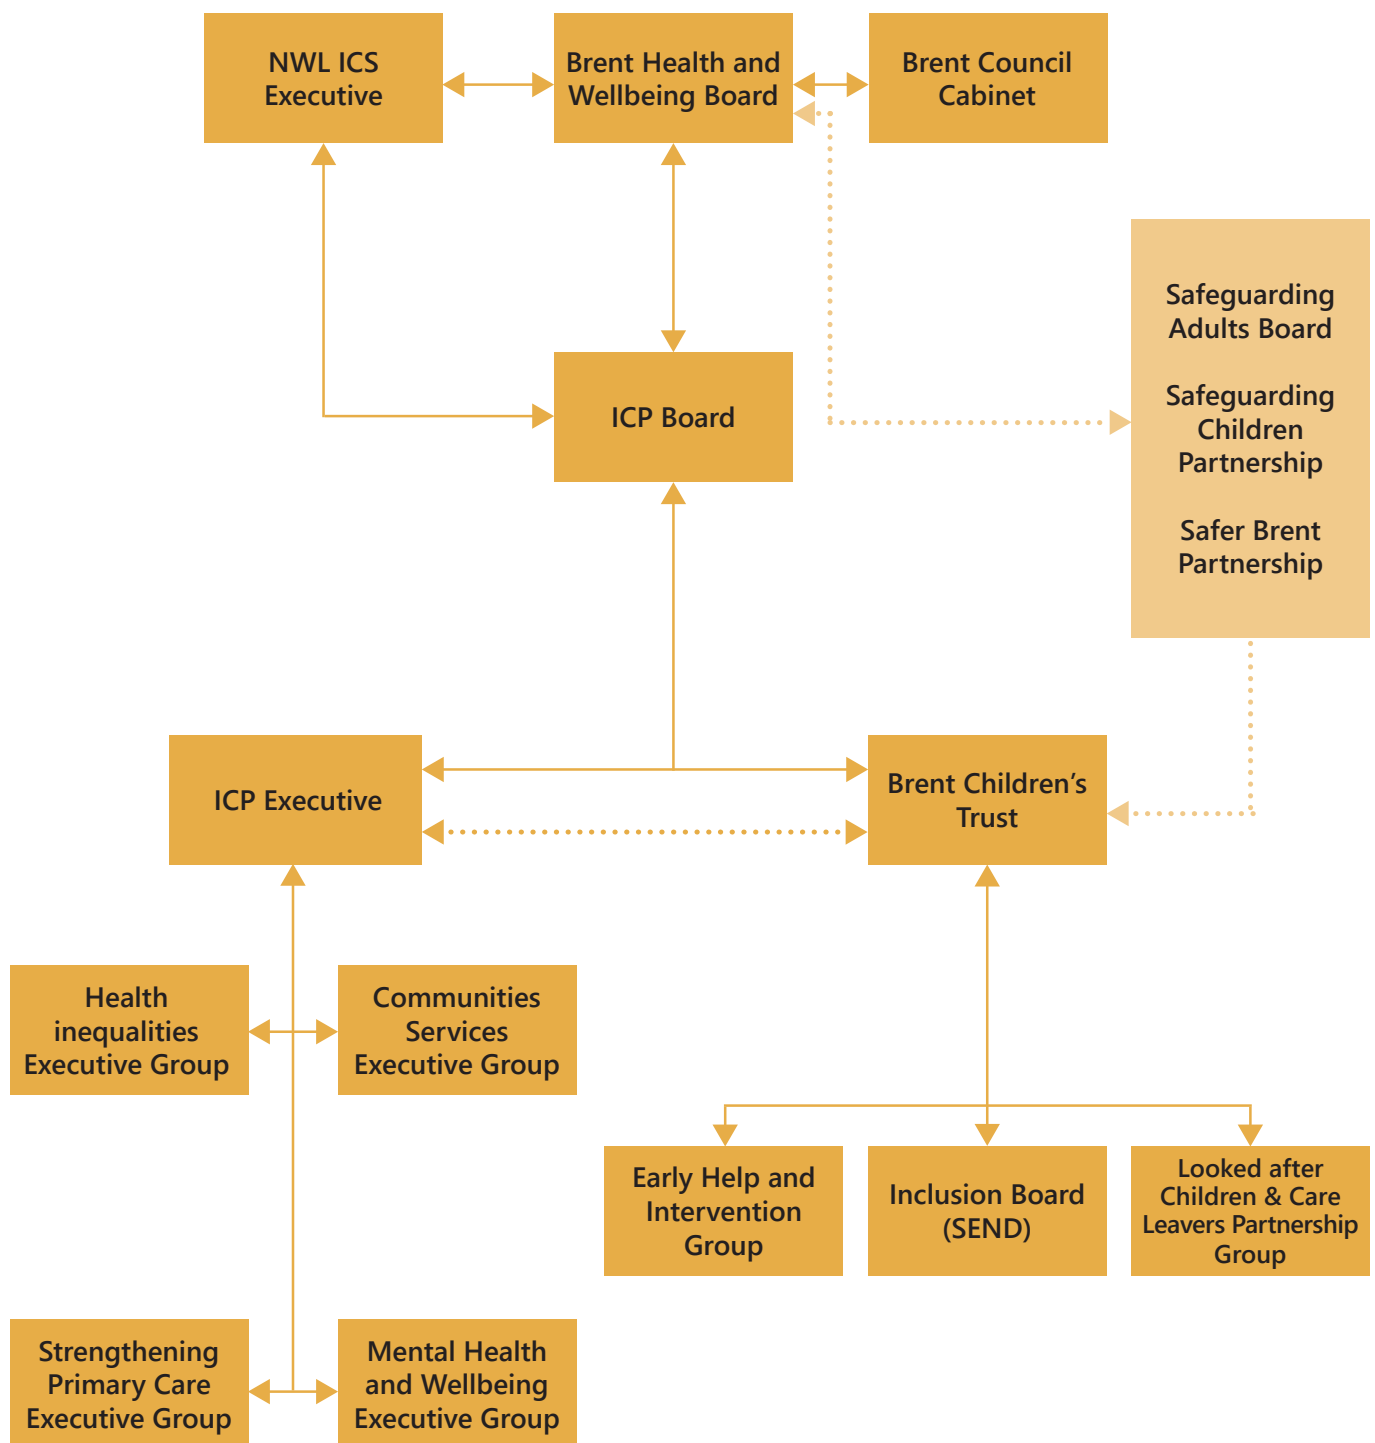 NWL ICS
Executive
Brent Health and
Wellbeing Board
Brent Council
Cabinet
Safeguarding
Adults Board
Safeguarding
Children
Partnership
Safer Brent
Partnership
ICP Board
ICP Executive
Brent Children’s
Trust
Health
inequalities
Executive Group
Communities
Services
Executive Group
Early Help and
Intervention
Group
Inclusion Board
(SEND)
Looked after
Children & Care
Leavers Partnership
Group
Strengthening
Primary Care
Executive Group
Mental Health
and Wellbeing
Executive Group